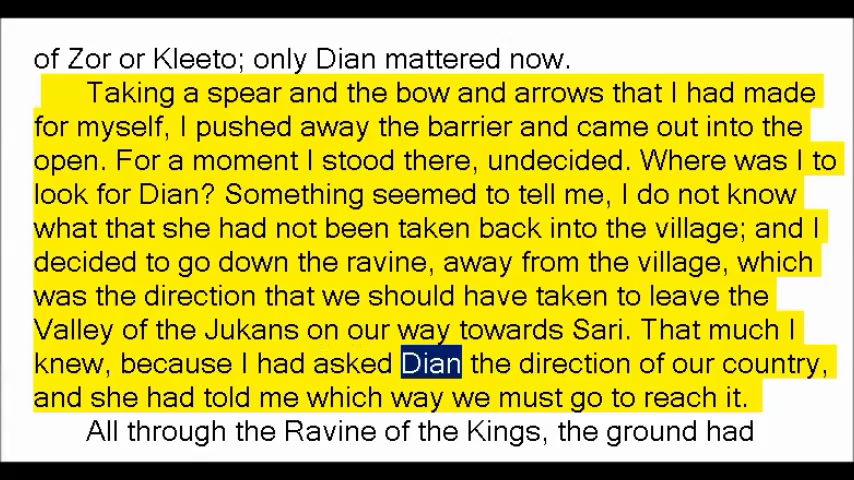 of Zor or Kleeto; only Dian mattered now.
Taking a spear and the bow and arrows that I had made
for myself, I pushed away the barrier and came out into the
open. For a moment I stood there, undecided. Where was I to
look for Dian? Something seemed to tell me, I do not know
what that she had not been taken back into the village; and I
decided to go down the ravine, away from the village, which
was the direction that we should have taken to leave the
Valley of the Jukans on our way towards Sari. That much I
knew, because I had asked Dian the direction of our country,
and she had told me which way we must go to reach it.
All through the Ravine of the Kings, the ground had